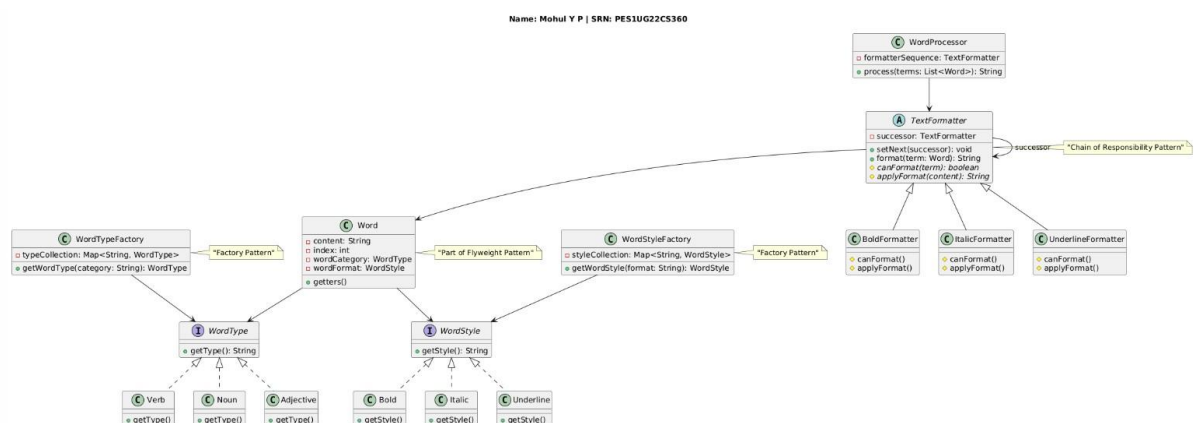 Name: Mohul Y P | SRN: PES1UG22CS360
C WordProcessor
formatterSequence: TextFormatter
process(terms: List<Word>): String
A TextFormatter
successor: TextFormatter
setNext(successor): void
format(term: Word): String
canFormat(term): boolean
applyFormat(content): String
successor
"Chain of Responsibility Pattern"
C WordTypeFactory
typeCollection: Map<String, WordType>
getWordType(category: String): WordType
"Factory Pattern"
C Word
content: String
index: int
wordCategory: WordType
wordFormat: WordStyle
getters()
"Part of Flyweight Pattern"
C WordStyleFactory
styleCollection: Map<String, WordStyle>
getWordStyle(format: String): WordStyle
"Factory Pattern"
C BoldFormatter
canFormat()
applyFormat()
C ItalicFormatter
canFormat()
applyFormat()
C UnderlineFormatter
canFormat()
applyFormat()
I WordType
getType(): String
I WordStyle
getStyle(): String
C Verb
getType()
C Noun
getType()
C Adjective
getType()
C Bold
getStyle()
C Italic
getStyle()
C Underline
getStyle()